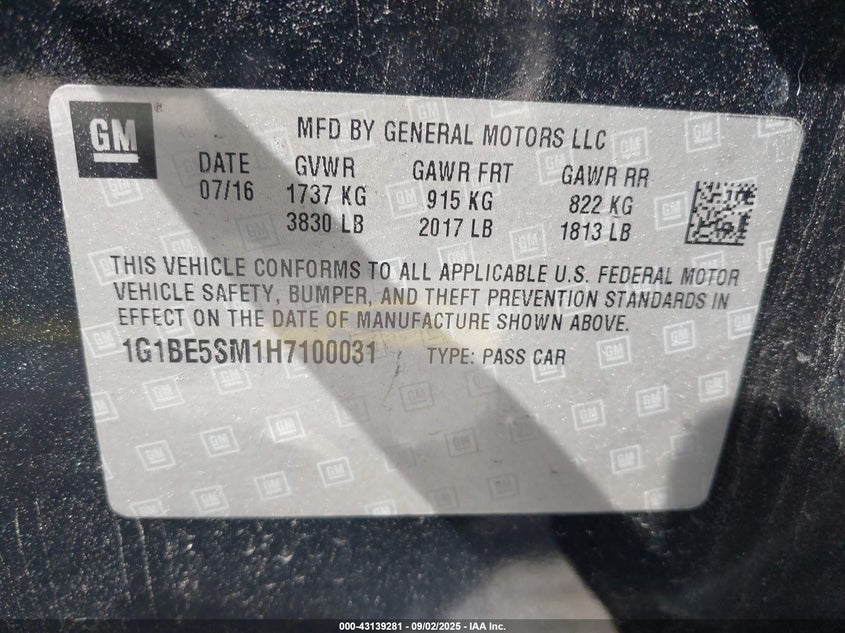 GM ®
MFD BY GENERAL MOTORS LLC
DATE GVWR GAWR FRT GAWR RR
07/16 1737 KG 915 KG 822 KG
3830 LB 2017 LB 1813 LB
THIS VEHICLE CONFORMS TO ALL APPLICABLE U.S. FEDERAL MOTOR
VEHICLE SAFETY, BUMPER, AND THEFT PREVENTION STANDARDS IN
EFFECT ON THE DATE OF MANUFACTURE SHOWN ABOVE.
1G1BE5SM1H7100031 TYPE: PASS CAR
000-43139281 - 09/02/2025 - IAA Inc.